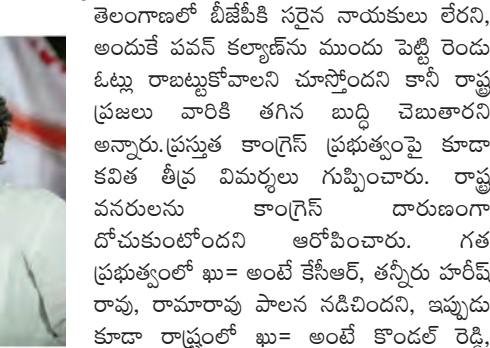 తెలంగాణలో బీజేపీకి సరైన నాయకులు లేరని,
అందుకే పవన్ కల్యాణ్‌ను ముందు పెట్టి రెండు
ఓట్లు రాబట్టుకోవాలని చూస్తోందని కానీ రాష్ట్ర
ప్రజలు వారికి తగిన బుద్ధి చెబుతారని
అన్నారు.ప్రస్తుత కాంగ్రెస్ ప్రభుత్వంపై కూడా
కవిత తీవ్ర విమర్శలు గుప్పించారు. రాష్ట్ర
వనరులను కాంగ్రెస్ దారుణంగా
దోచుకుంటోందని ఆరోపించారు. గత
ప్రభుత్వంలో ఖు= అంటే కేసీఆర్, తన్నీరు హరీష్
రావు, రామారావు పాలన నడిచిందని, ఇప్పుడు
కూడా రాష్ట్రంలో ఖు= అంటే కొండల్ రెడ్డి,